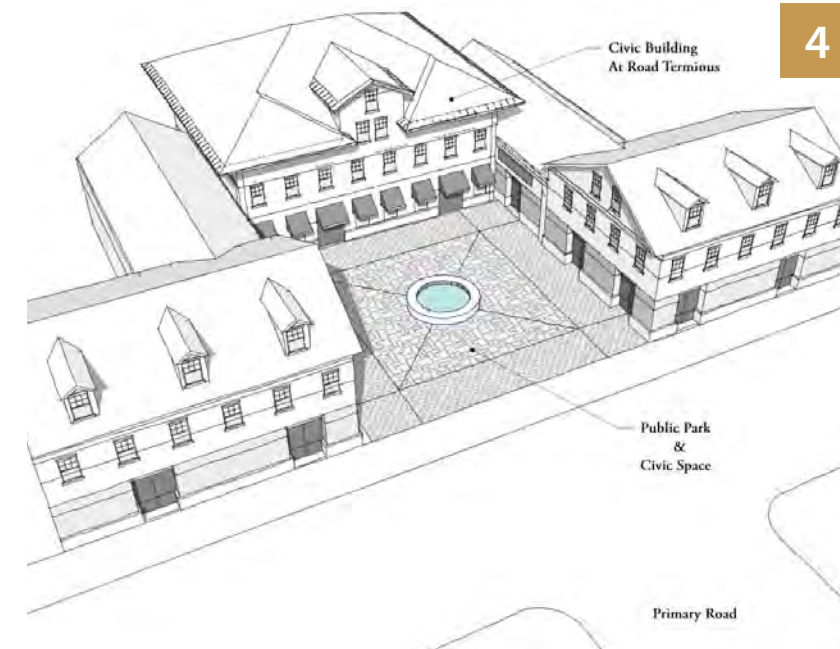 4
Civic Building
At Road Terminus
Public Park
&
Civic Space
Primary Road